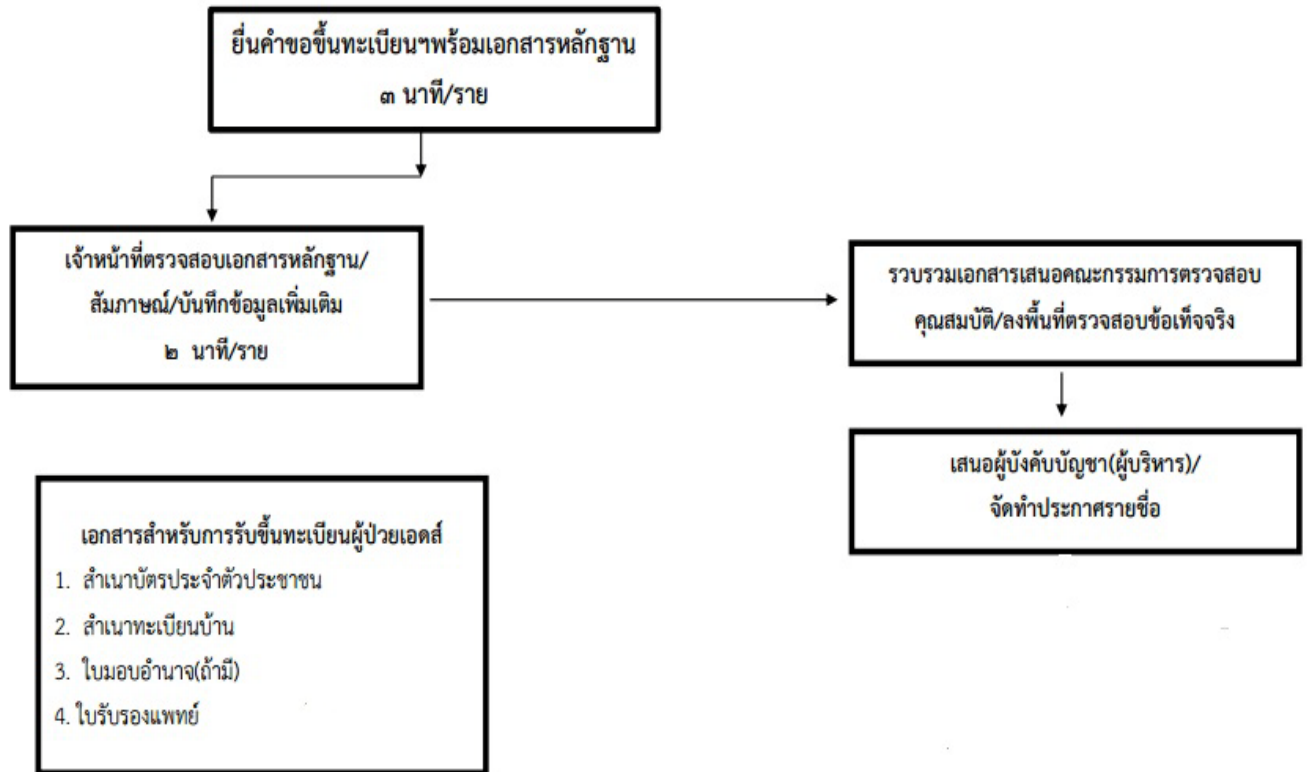 ยื่นคำขอขึ้นทะเบียนฯพร้อมเอกสารหลักฐาน
๓ นาที/ราย
เจ้าหน้าที่ตรวจสอบเอกสารหลักฐาน/
สัมภาษณ์/บันทึกข้อมูลเพิ่มเติม
๒ นาที/ราย
รวบรวมเอกสารเสนอคณะกรรมการตรวจสอบ
คุณสมบัติ/ลงพื้นที่ตรวจสอบข้อเท็จจริง
เสนอผู้บังคับบัญชา(ผู้บริหาร)/
จัดทำประกาศรายชื่อ
เอกสารสำหรับการรับขึ้นทะเบียนผู้ป่วยเอดส์
1. สำเนาบัตรประจำตัวประชาชน
2. สำเนาทะเบียนบ้าน
3. ใบมอบอำนาจ(ถ้ามี)
4. ใบรับรองแพทย์